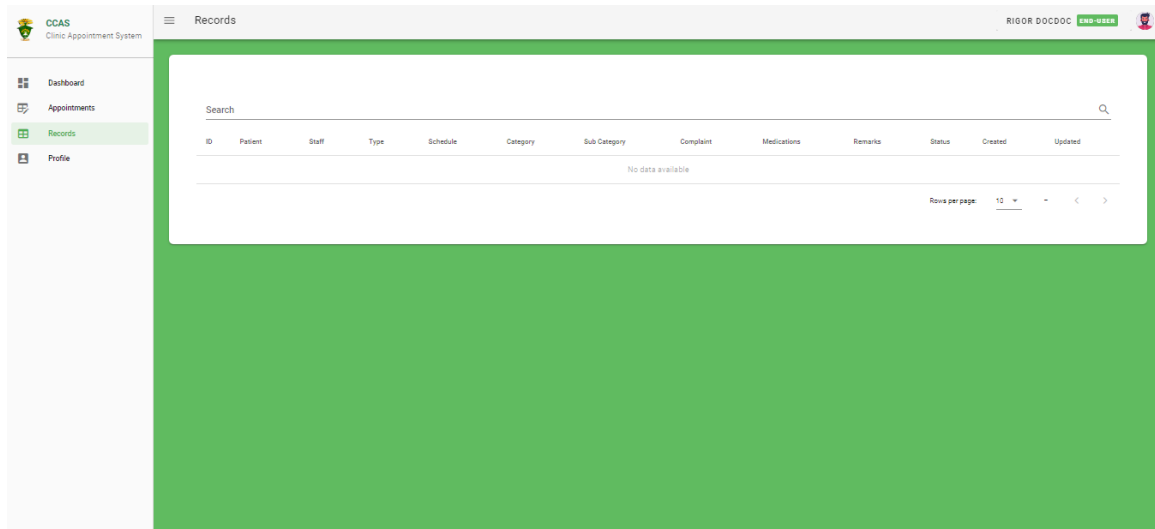 CCAS
Clinic Appointment System
Records
RIGOR DOCDOC END-USER
Dashboard
Appointments
Records
Profile
Search
ID Patient Staff Type Schedule Category Sub Category Complaint Medications Remarks Status Created Updated
No data available
Rows per page: 10 -